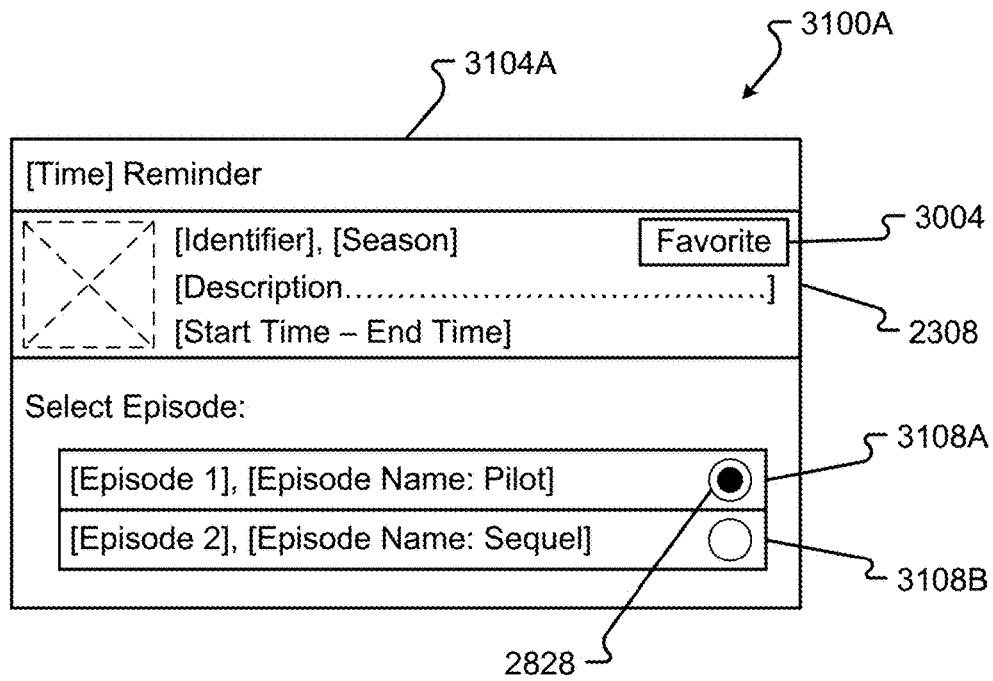 3100A
3104A
[Time] Reminder
[Identifier], [Season]
Favorite
3004
[Description..........................................]
2308
[Start Time – End Time]
Select Episode:
3108A
[Episode 1], [Episode Name: Pilot]
[Episode 2], [Episode Name: Sequel]
3108B
2828